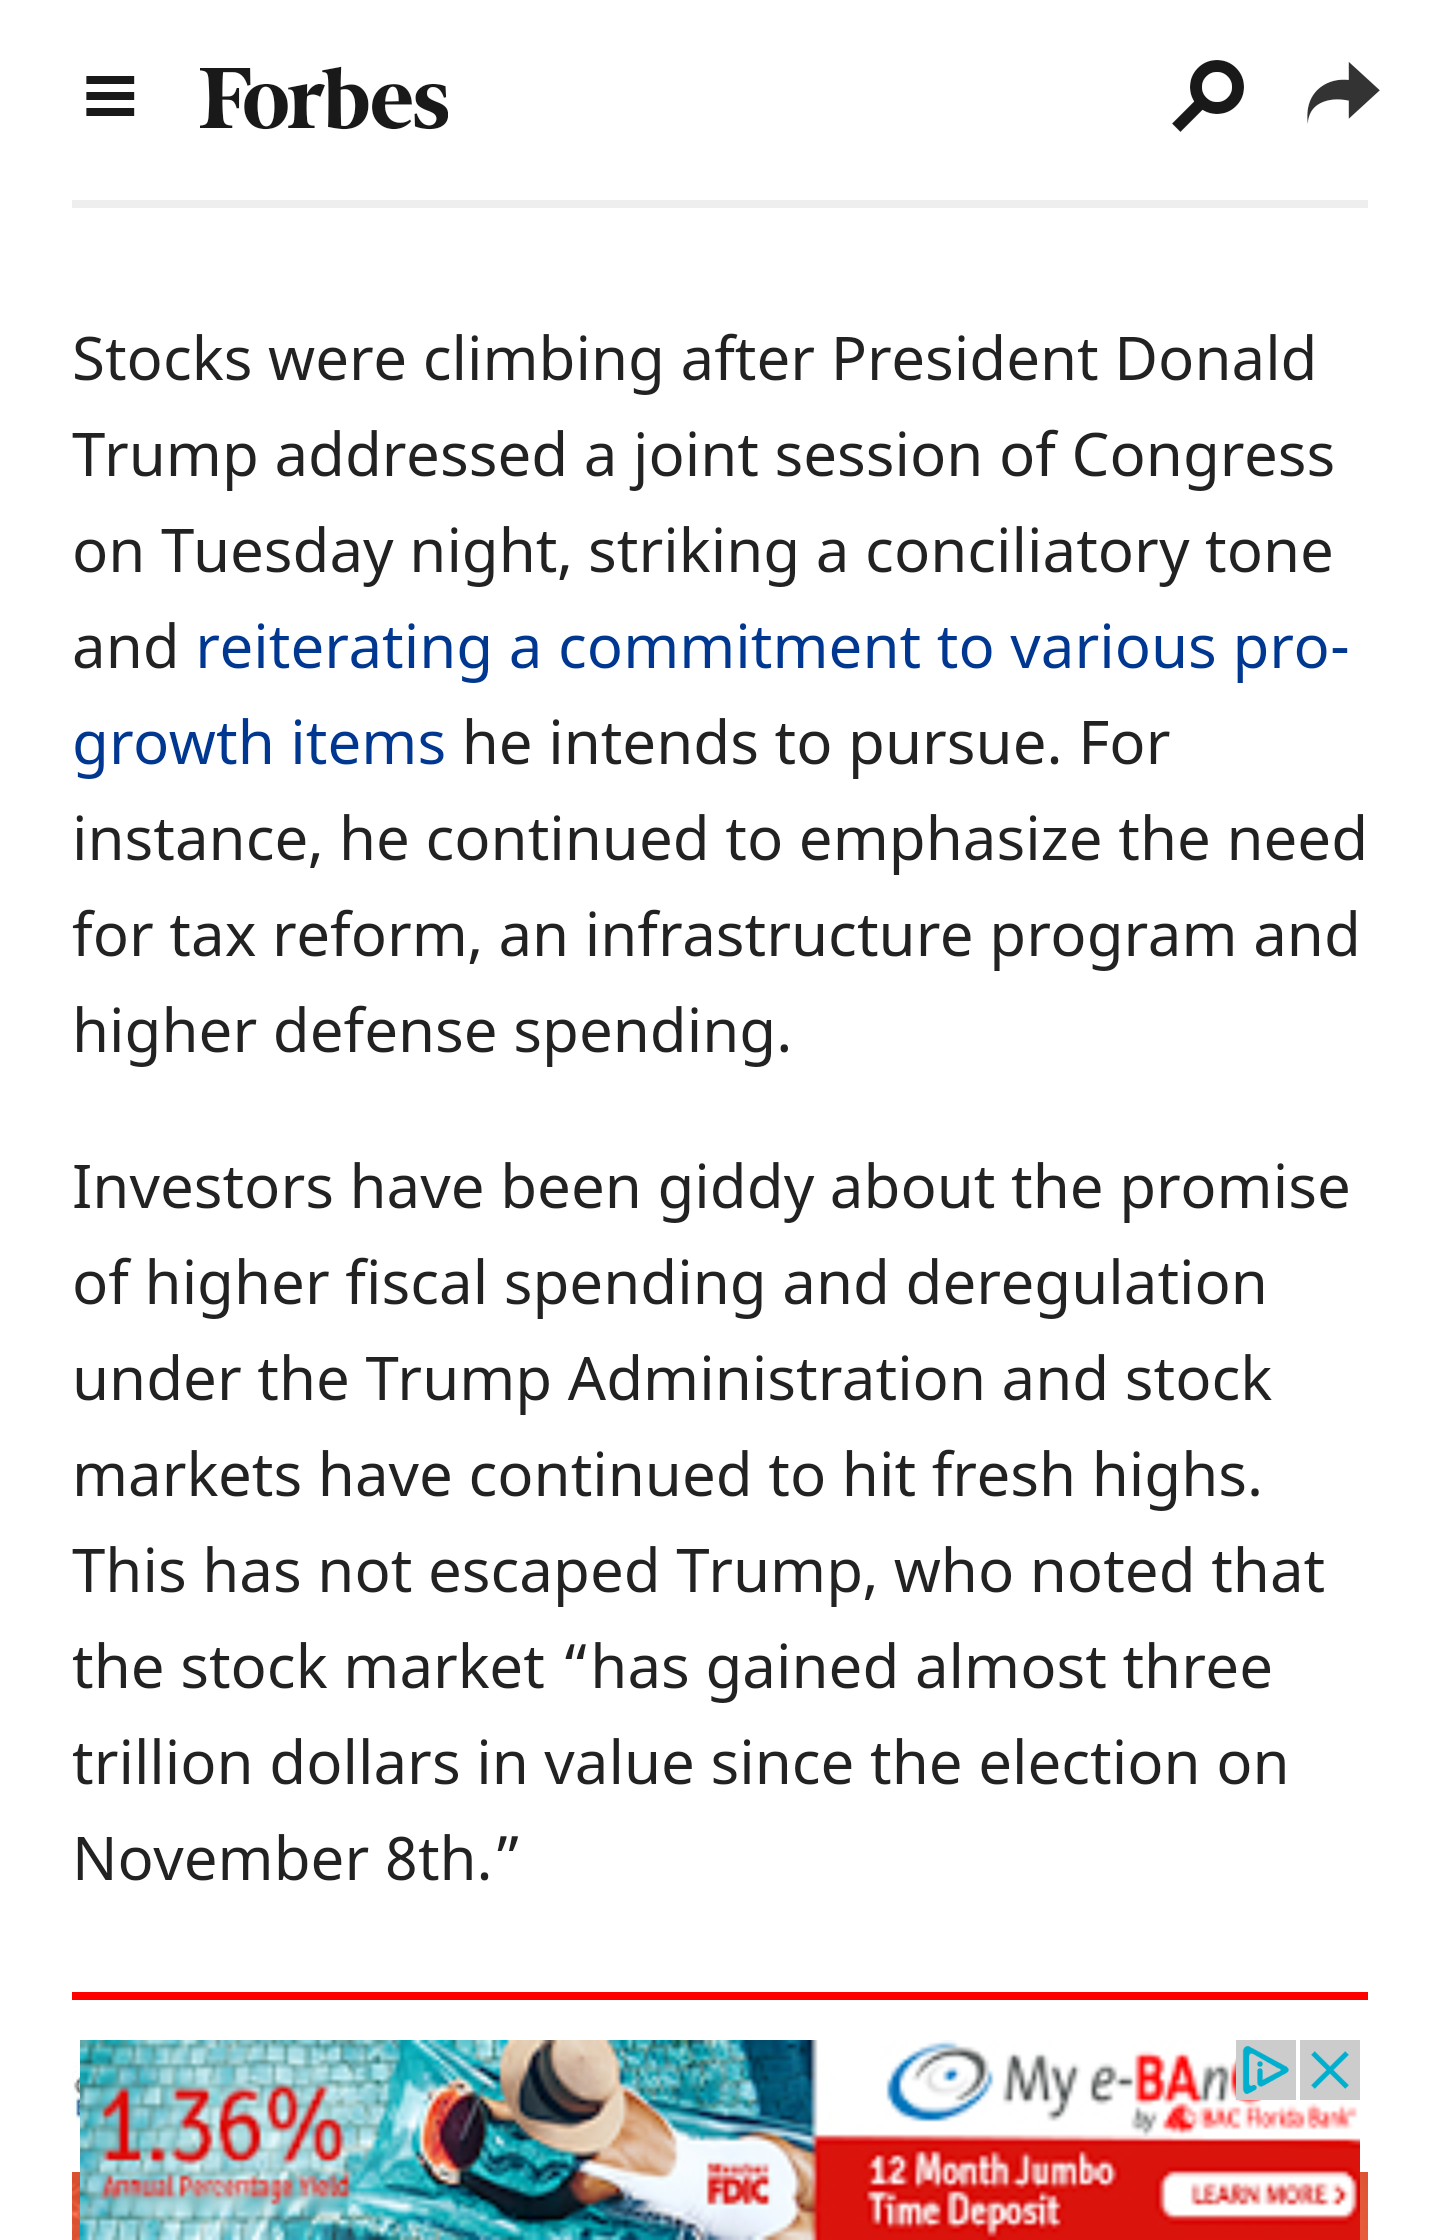 Forbes
Stocks were climbing after President Donald
Trump addressed a joint session of Congress
on Tuesday night, striking a conciliatory tone
and reiterating a commitment to various pro-
growth items he intends to pursue. For
instance, he continued to emphasize the need
for tax reform, an infrastructure program and
higher defense spending.
Investors have been giddy about the promise
of higher fiscal spending and deregulation
under the Trump Administration and stock
markets have continued to hit fresh highs.
This has not escaped Trump, who noted that
the stock market “has gained almost three
trillion dollars in value since the election on
November 8th.”
1.36%
Annual Percentage Yield
Member
FDIC
My e-BAn
by BAC Florida Bank
12 Month Jumbo
Time Deposit
LEARN MORE >